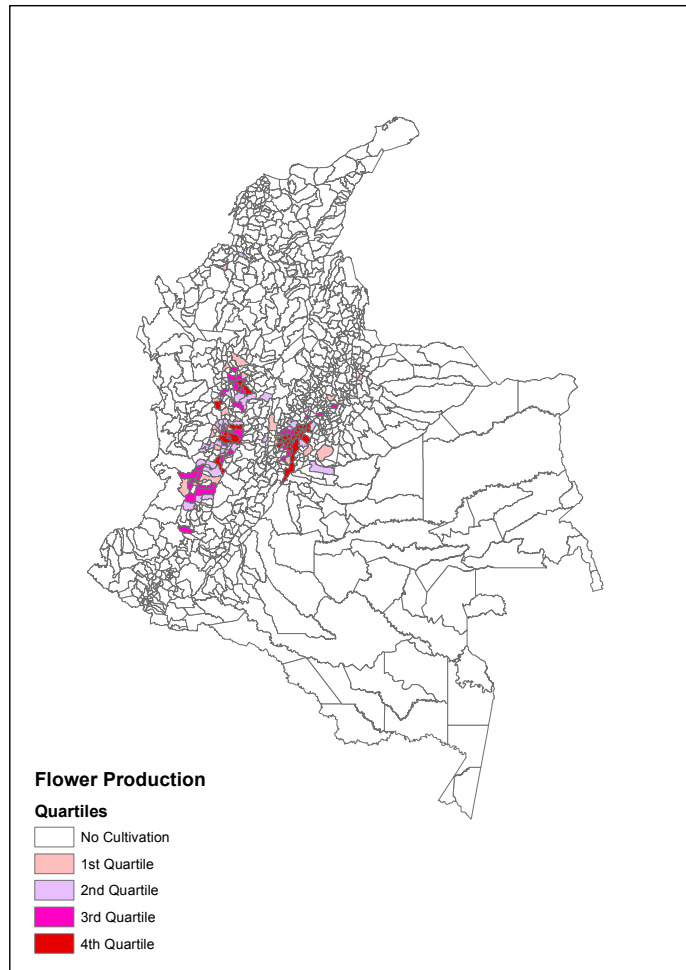 Flower Production
Quartiles
No Cultivation
1st Quartile
2nd Quartile
3rd Quartile
4th Quartile